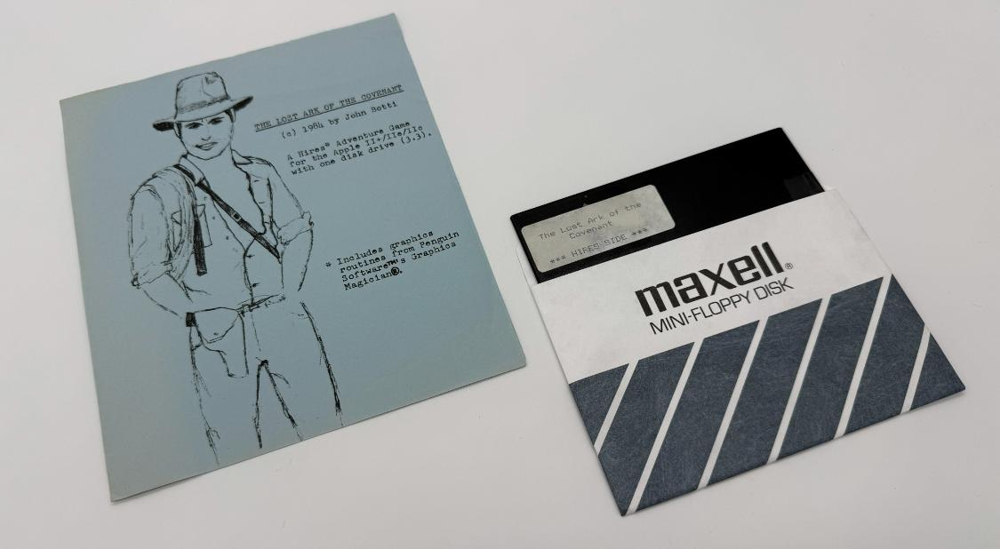 THE LOST ARK OF THE COVENANT
(c) 1984 by John Botti
A Hires* Adventure Game
for the Apple II+/IIe/IIc
with one disk drive (3.3).
* Includes graphics
routines from Penguin
Software™'s Graphics
Magician®.
The Lost Ark of the
Covenant
*** HIRES SIDE ***
maxell®
MINI-FLOPPY DISK